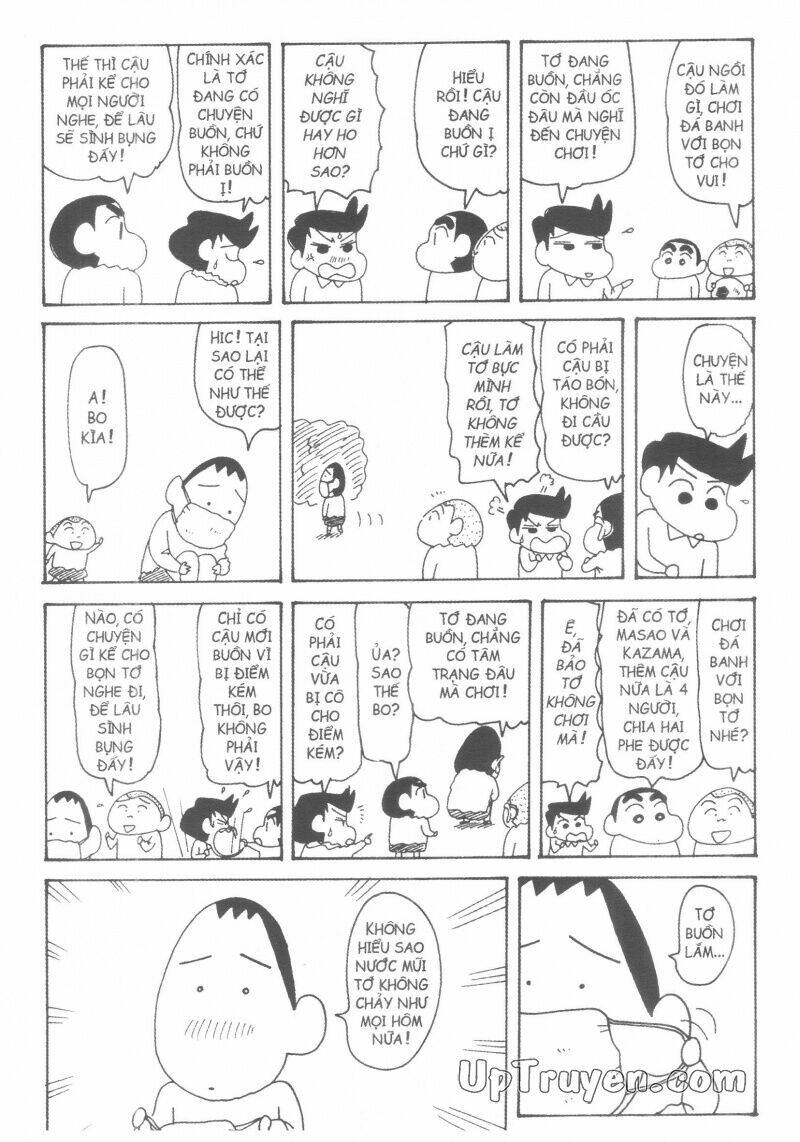 CẬU NGỒI
ĐÓ LÀM
GÌ, CHƠI
ĐÁ BANH
VỚI BỌN
TỚ CHO
VUI!
TỚ ĐANG
BUỒN, CHẲNG
CÒN ĐẦU ÓC
ĐÂU MÀ NGHĨ
ĐẾN CHUYỆN
CHƠI!
HIỂU
RỒI! CẬU
ĐANG
BUỒN Ị
CHỨ GÌ?
CẬU
KHÔNG
NGHĨ
ĐƯỢC GÌ
HAY HO
HƠN
SAO?
CHÍNH XÁC
LÀ TỚ
ĐANG CÓ
CHUYỆN
BUỒN, CHỨ
KHÔNG
PHẢI BUỒN
Ị!
THẾ THÌ CẬU
PHẢI KỂ CHO
MỌI NGƯỜI
NGHE, ĐỂ LÂU
SẼ SÌNH BỤNG
ĐẤY!
CHUYỆN
LÀ THẾ
NÀY...
CÓ PHẢI
CẬU BỊ
TÁO BÓN,
KHÔNG
ĐI CẦU
ĐƯỢC?
CẬU LÀM
TỚ BỰC
MÌNH
RỒI, TỚ
KHÔNG
THÈM KỂ
NỮA!
HIC! TẠI
SAO LẠI
CÓ THỂ
NHƯ THẾ
ĐƯỢC?
A!
BO
KÌA!
CHƠI
ĐÁ
BANH
VỚI
BỌN
TỚ
NHÉ?
ĐÃ CÓ TỚ,
MASAO VÀ
KAZAMA,
THÊM CẬU
NỮA LÀ 4
NGƯỜI,
CHIA HAI
PHE ĐƯỢC
ĐẤY!
Ê,
ĐÃ
BẢO
TỚ
KHÔNG
CHƠI
MÀ!
TỚ ĐANG
BUỒN, CHẲNG
CÓ TÂM
TRẠNG ĐÂU
MÀ CHƠI!
ỦA?
SAO
THẾ
BO?
CÓ
PHẢI
CẬU
VỪA
BỊ CÔ
CHO
ĐIỂM
KÉM?
CHỈ CÓ
CẬU MỚI
BUỒN VÌ
BỊ ĐIỂM
KÉM
THÔI, BO
KHÔNG
PHẢI
VẬY!
NÀO, CÓ
CHUYỆN
GÌ KỂ CHO
BỌN TỚ
NGHE ĐI,
ĐỂ LÂU
SÌNH
BỤNG
ĐẤY!
TỚ
BUỒN
LẮM...
KHÔNG
HIỂU SAO
NƯỚC MŨI
TỚ KHÔNG
CHẢY NHƯ
MỌI HÔM
NỮA!
UpTruyen.com